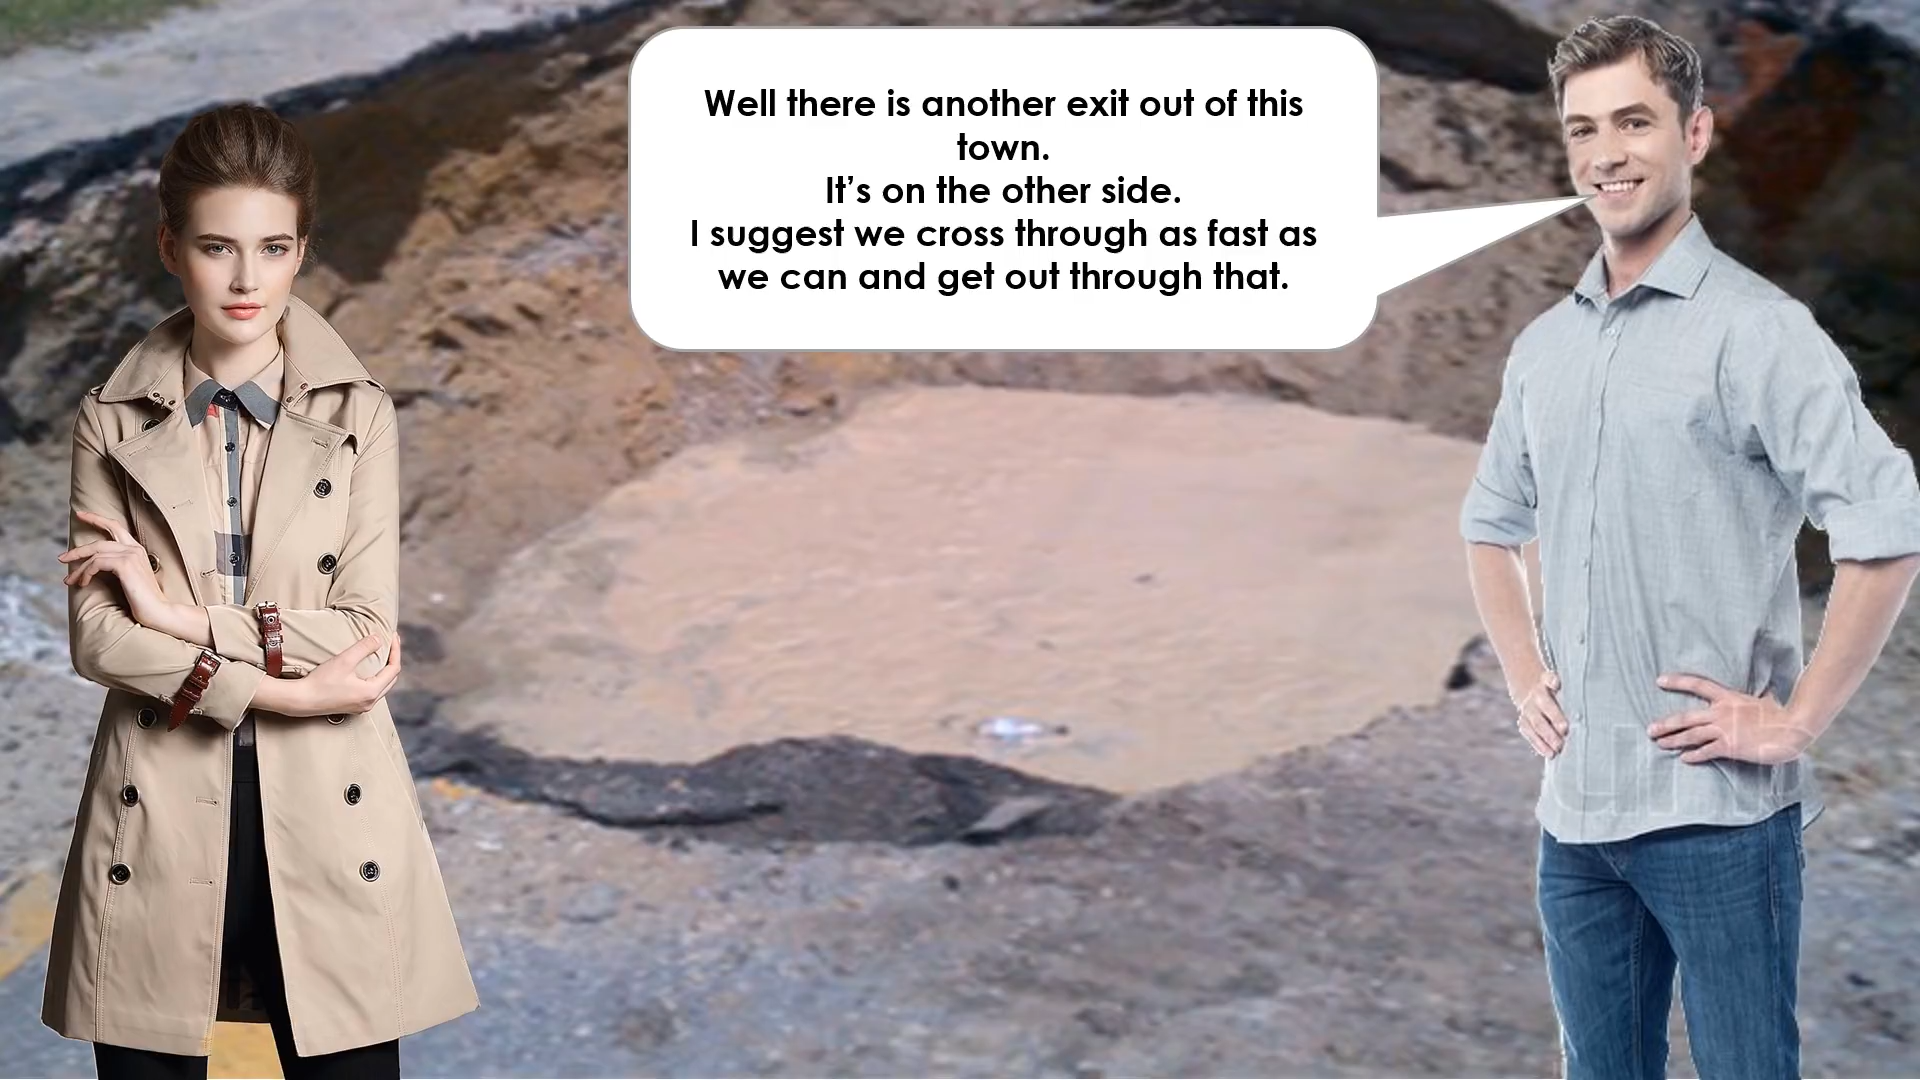 Well there is another exit out of this
town.
It’s on the other side.
I suggest we cross through as fast as
we can and get out through that.